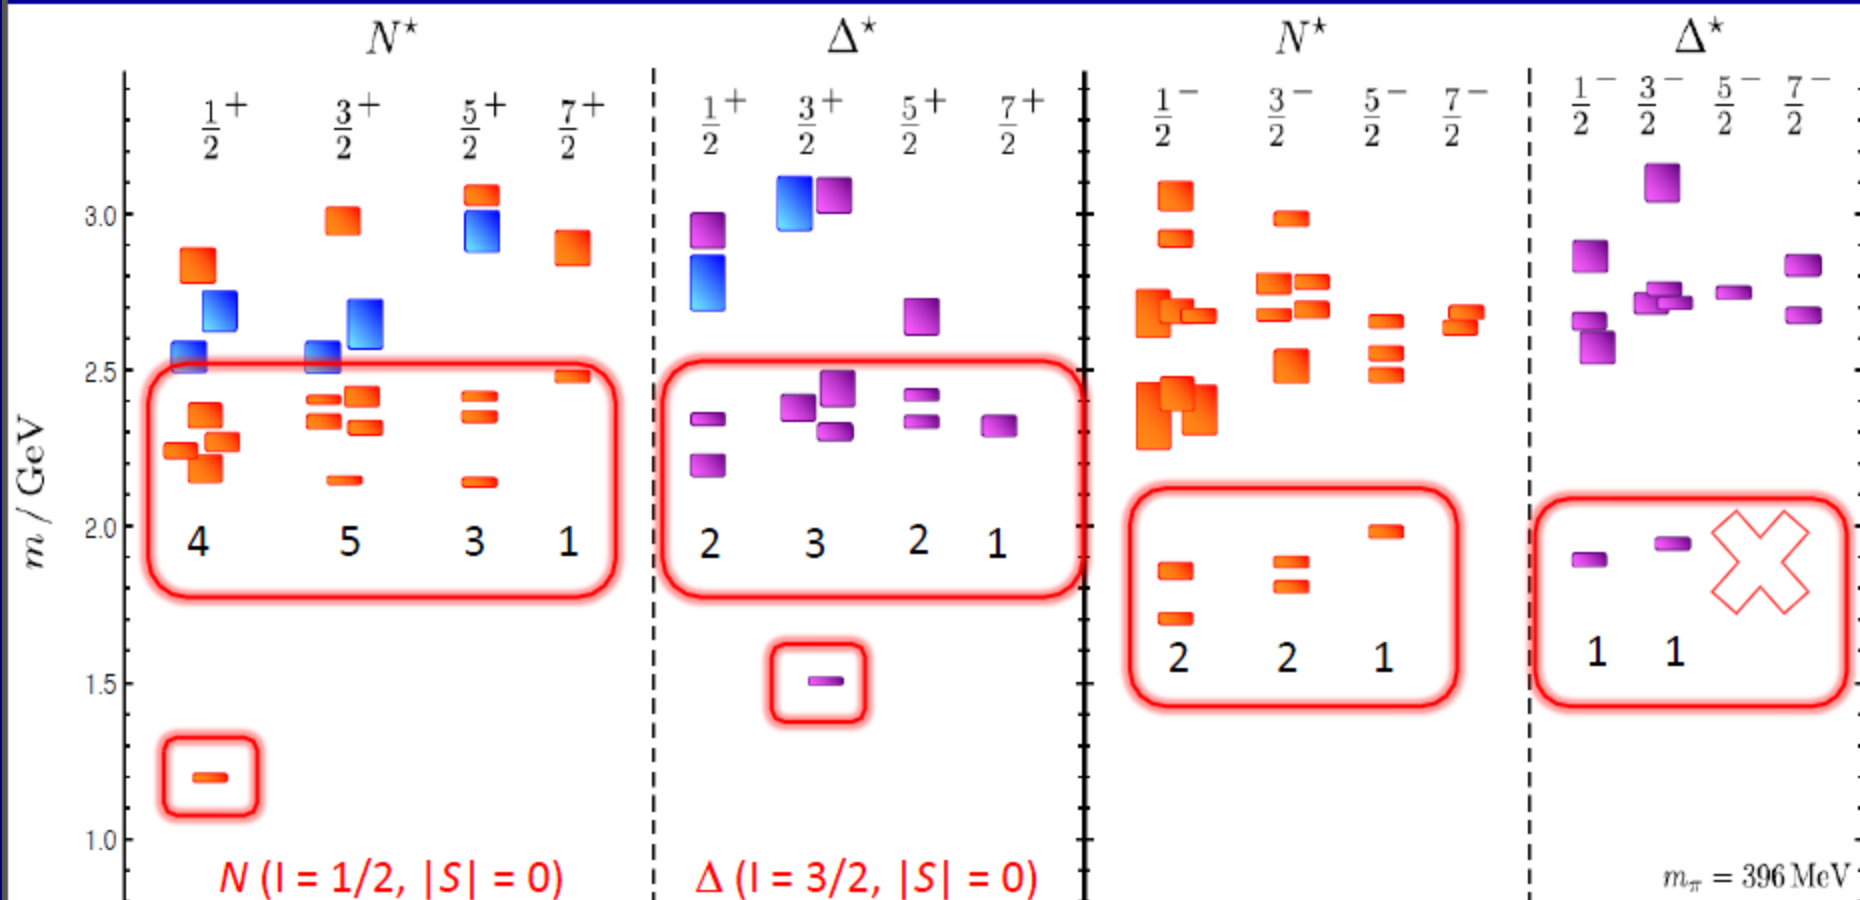 N* Δ* N* Δ*
1/2⁺ 3/2⁺ 5/2⁺ 7/2⁺ 1/2⁺ 3/2⁺ 5/2⁺ 7/2⁺ 1/2⁻ 3/2⁻ 5/2⁻ 7/2⁻ 1/2⁻ 3/2⁻ 5/2⁻ 7/2⁻
m / GeV
3.0
2.5
2.0
4 5 3 1 2 3 2 1
2 2 1 1 1
1.5
1.0
N (I = 1/2, |S| = 0) Δ (I = 3/2, |S| = 0) mπ = 396 MeV